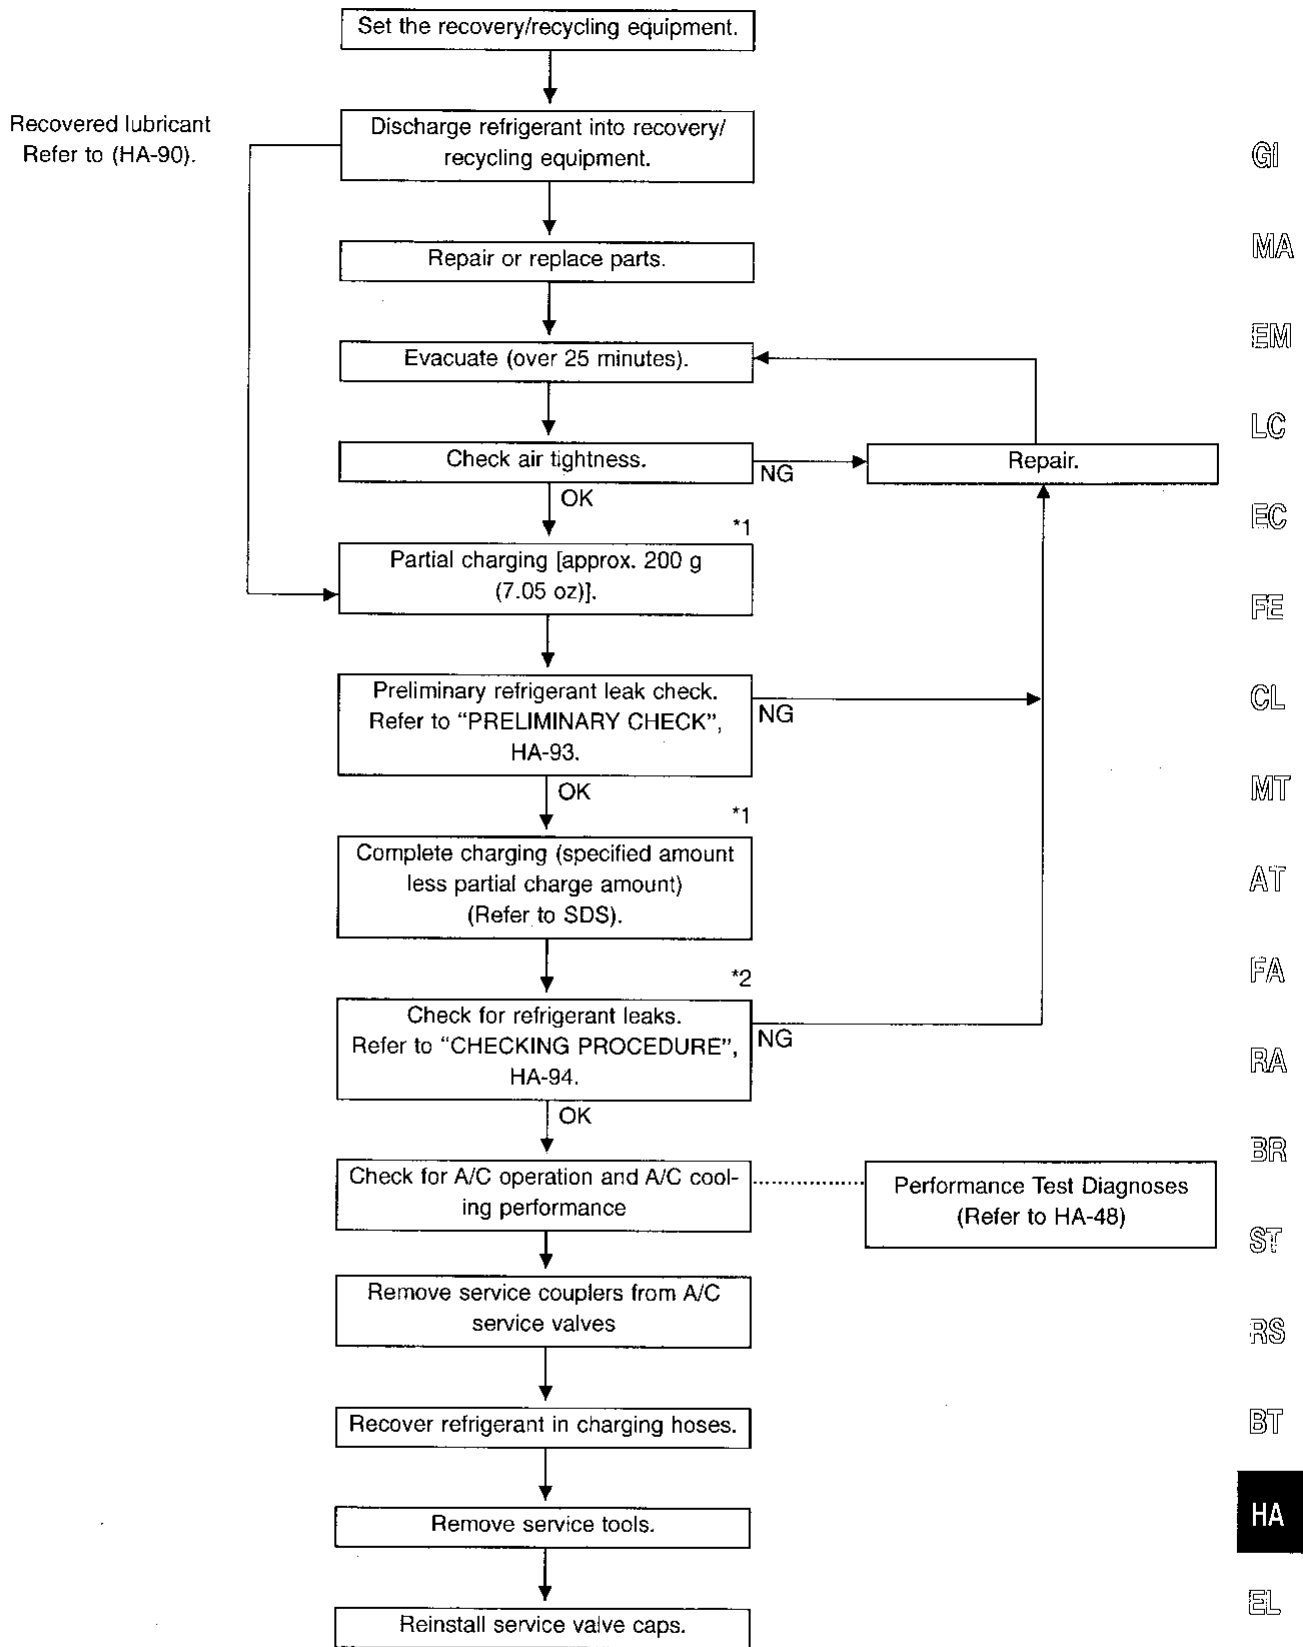 Set the recovery/recycling equipment.
Recovered lubricant
Refer to (HA-90).
Discharge refrigerant into recovery/
recycling equipment.
Repair or replace parts.
Evacuate (over 25 minutes).
Check air tightness.
NG
Repair.
OK
*1
Partial charging [approx. 200 g
(7.05 oz)].
Preliminary refrigerant leak check.
Refer to “PRELIMINARY CHECK”,
HA-93.
NG
OK
*1
Complete charging (specified amount
less partial charge amount)
(Refer to SDS).
*2
Check for refrigerant leaks.
Refer to “CHECKING PROCEDURE”,
HA-94.
NG
OK
Check for A/C operation and A/C cool-
ing performance
Performance Test Diagnoses
(Refer to HA-48)
Remove service couplers from A/C
service valves
Recover refrigerant in charging hoses.
Remove service tools.
Reinstall service valve caps.
GI
MA
EM
LC
EC
FE
CL
MT
AT
FA
RA
BR
ST
RS
BT
HA
EL